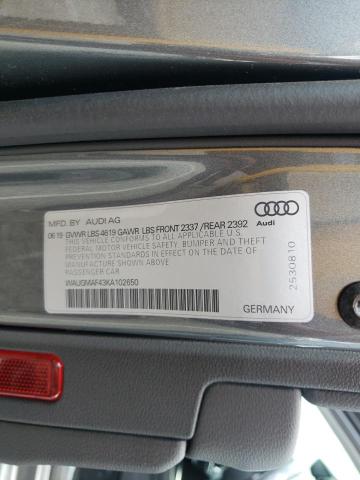 MFD. BY AUDI AG
06 19 GVWR LBS 4619 GAWR LBS FRONT 2337 /REAR 2392
THIS VEHICLE CONFORMS TO ALL APPLICABLE U.S.
FEDERAL MOTOR VEHICLE SAFETY, BUMPER AND THEFT
PREVENTION STANDARDS IN EFFECT ON THE DATE OF
MANUFACTURE SHOWN ABOVE
PASSENGER CAR
WAUGMAF43KA102650
Audi
2530810
GERMANY